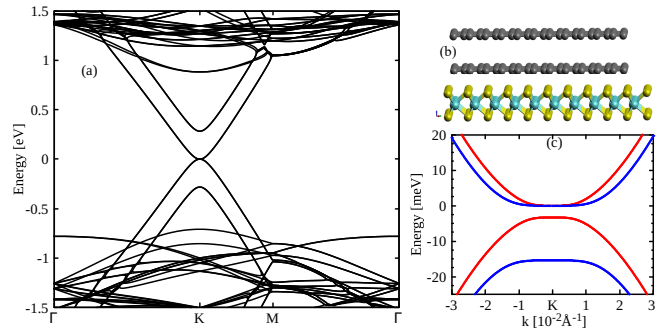 1.5
1
0.5
0
-0.5
-1
-1.5
Energy [eV]
(a)
Γ
K
M
Γ
(b)
(c)
20
10
0
-10
-20
Energy [meV]
-3
-2
-1
K
1
2
3
k [10⁻²Å⁻¹]